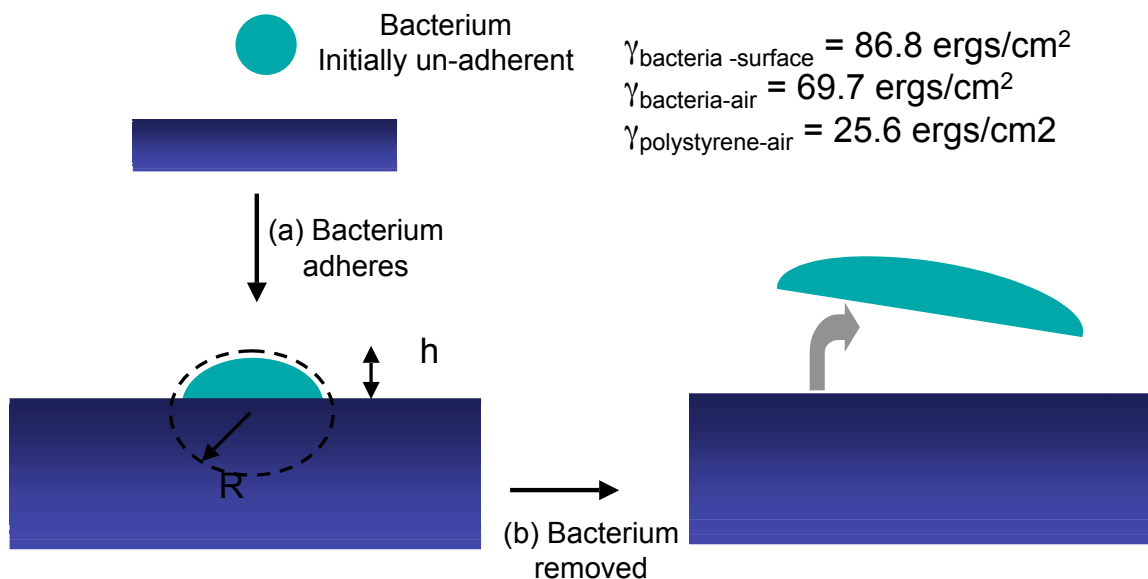 Bacterium
Initially un-adherent
γbacteria -surface = 86.8 ergs/cm²
γbacteria-air = 69.7 ergs/cm²
γpolystyrene-air = 25.6 ergs/cm2
(a) Bacterium
adheres
h
R
(b) Bacterium
removed